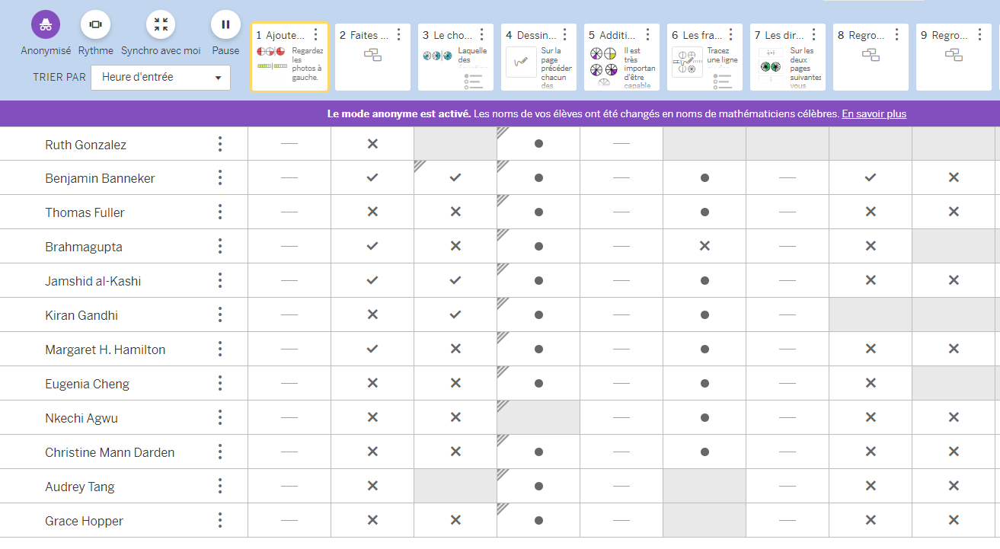 Anonymisé Rythme Synchro avec moi Pause
TRIER PAR Heure d'entrée
1 Ajoute...
Regardez
les
photos à
gauche.
2 Faites ...
3 Le cho...
Laquelle
des
4 Dessin...
Sur la
page
précéden
chacun
des
5 Additi...
Il est
très
importan
d'être
capable
6 Les fra...
Tracez
une ligne
7 Les dir...
Sur les
deux
pages
suivantes
vous
8 Regro...
9 Regro...
Le mode anonyme est activé. Les noms de vos élèves ont été changés en noms de mathématiciens célèbres. En savoir plus
Ruth Gonzalez
Benjamin Banneker
Thomas Fuller
Brahmagupta
Jamshid al-Kashi
Kiran Gandhi
Margaret H. Hamilton
Eugenia Cheng
Nkechi Agwu
Christine Mann Darden
Audrey Tang
Grace Hopper